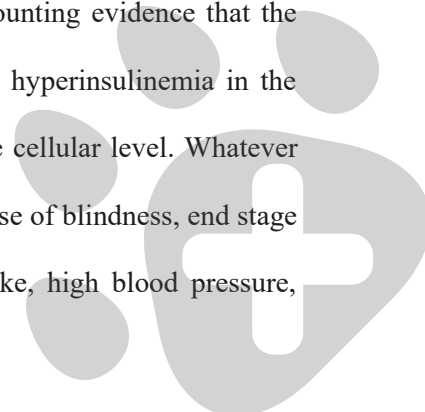 ounting evidence that the
hyperinsulinemia in the
cellular level. Whatever
se of blindness, end stage
ke, high blood pressure,